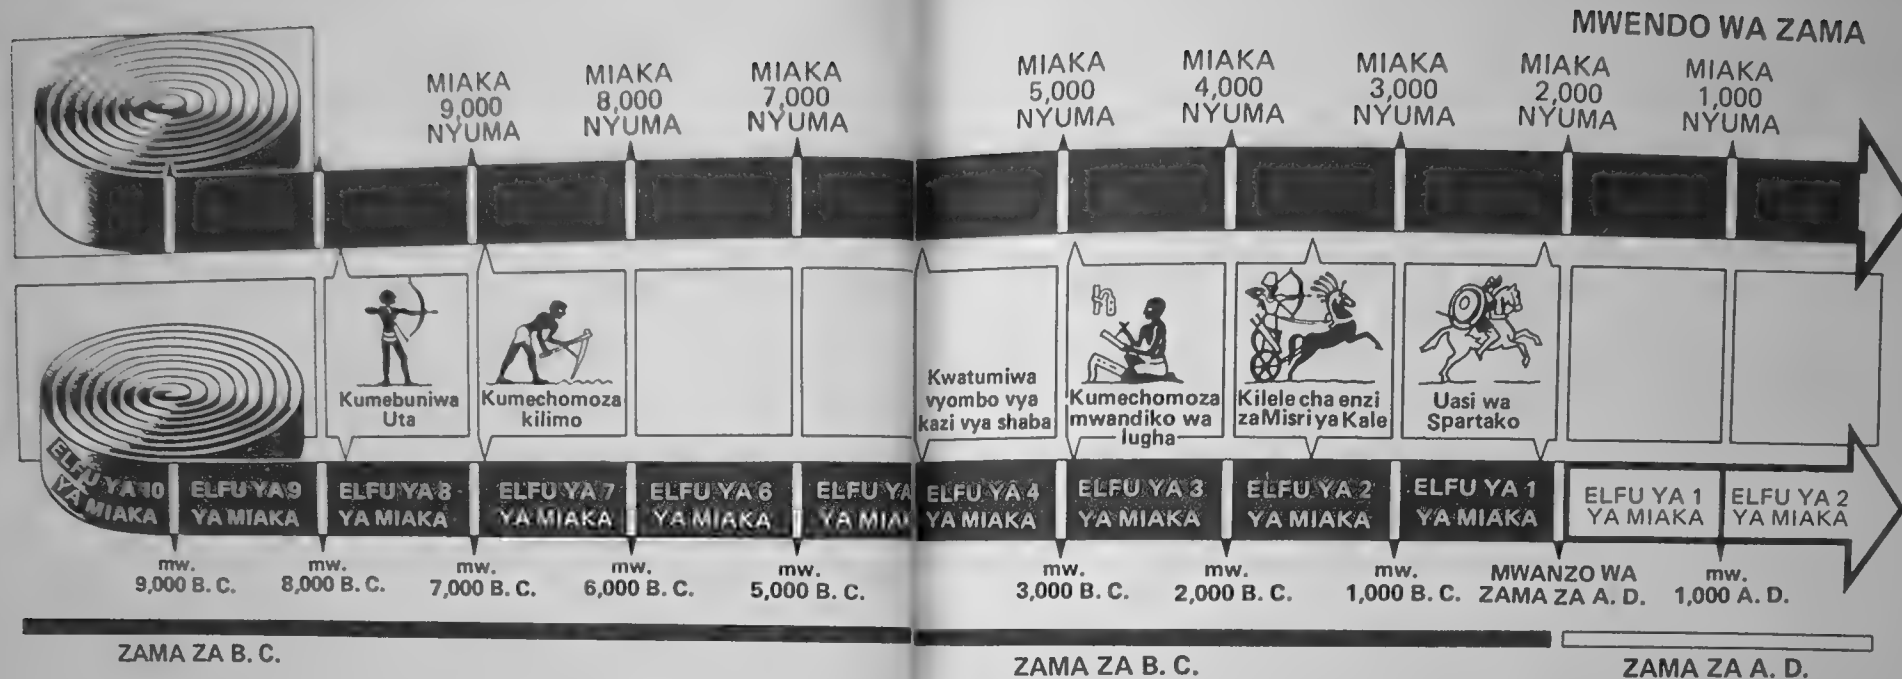 MWENDO WA ZAMA
MIAKA
9,000
NYUMA
MIAKA
8,000
NYUMA
MIAKA
7,000
NYUMA
MIAKA
5,000
NYUMA
MIAKA
4,000
NYUMA
MIAKA
3,000
NYUMA
MIAKA
2,000
NYUMA
MIAKA
1,000
NYUMA
Kumebuniwa
Uta
Kumechomoza
kilimo
Kwatumiwa
vyombo vya
kazi vya shaba
Kumechomoza
mwandiko wa
lugha
Kilele cha enzi
za Misri ya Kale
Uasi wa
Spartako
ELFU YA 10
YA MIAKA
ELFU YA 9
YA MIAKA
ELFU YA 8
YA MIAKA
ELFU YA 7
YA MIAKA
ELFU YA 6
YA MIAKA
ELFU YA
YA
ELFU YA 4
YA MIAKA
ELFU YA 3
YA MIAKA
ELFU YA 2
YA MIAKA
ELFU YA 1
YA MIAKA
ELFU YA 1
YA MIAKA
ELFU YA 2
YA MIAKA
mw.
9,000 B. C.
mw.
8,000 B. C.
mw.
7,000 B. C.
mw.
6,000 B. C.
mw.
5,000 B. C.
mw.
3,000 B. C.
mw.
2,000 B. C.
mw.
1,000 B. C.
MWANZO WA
ZAMA ZA A. D.
mw.
1,000 A. D.
ZAMA ZA B. C.
ZAMA ZA B. C.
ZAMA ZA A. D.